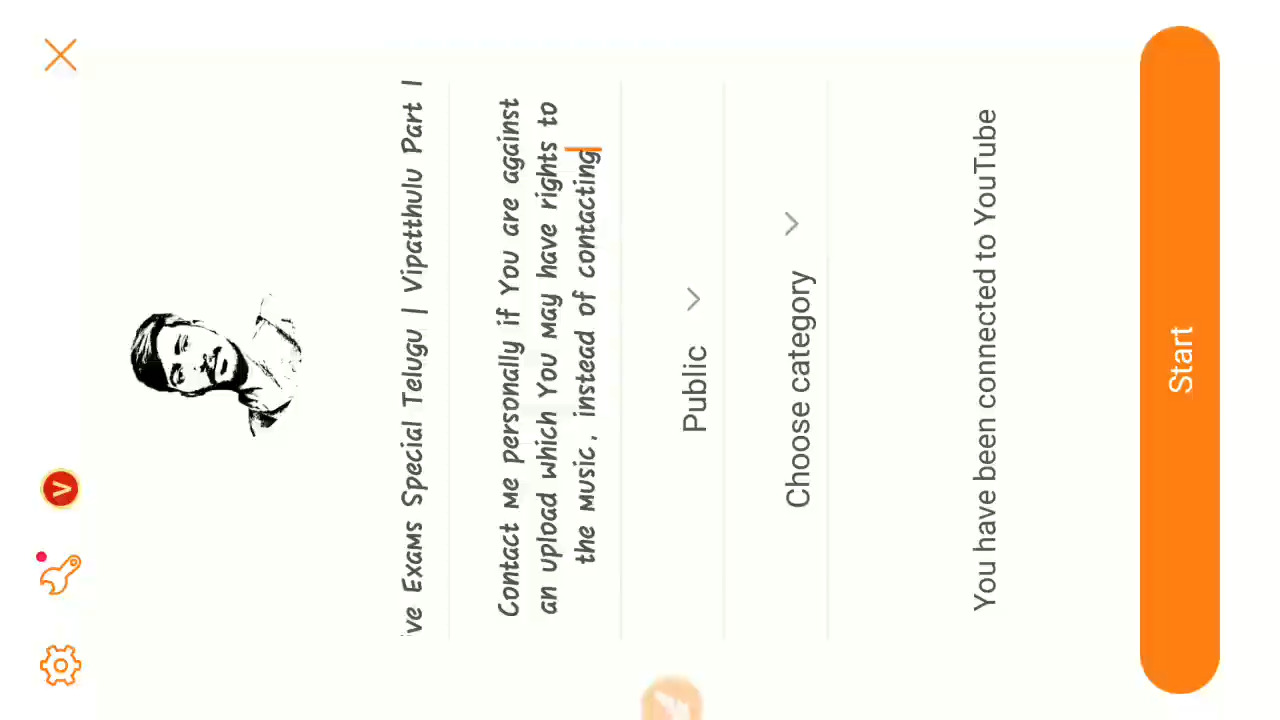 ve Exams Special Telugu | Vipatthulu Part |
Contact Me personally if You are against
an upload which You May have rights to
the Music, instead of contacting
Public
Choose category
You have been connected to YouTube
Start
V